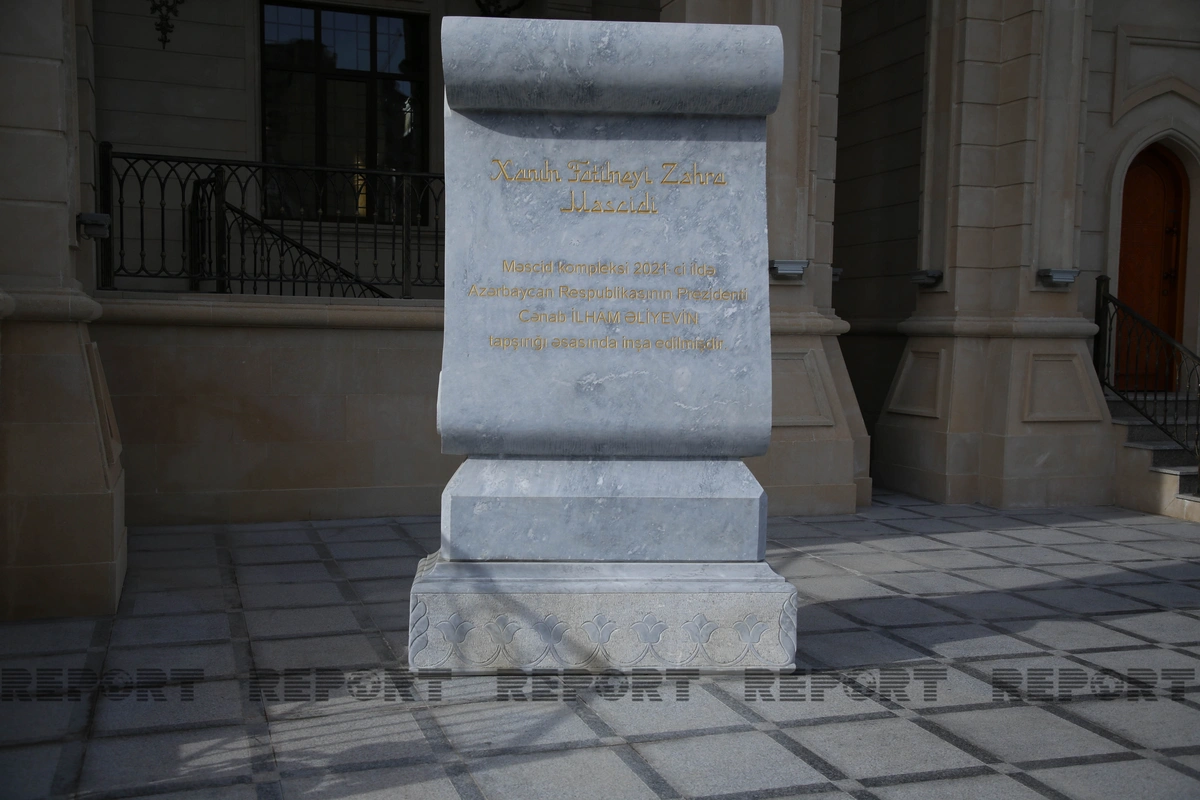 Xanım Fatimeyi Zəhra
Məscidi
Məscid kompleksi 2021-ci ildə
Azərbaycan Respublikasının Prezidenti
Cənab İLHAM ƏLİYEVİN
tapşırığı əsasında inşa edilmişdir.
REPORT REPORT REPORT REPORT REPORT